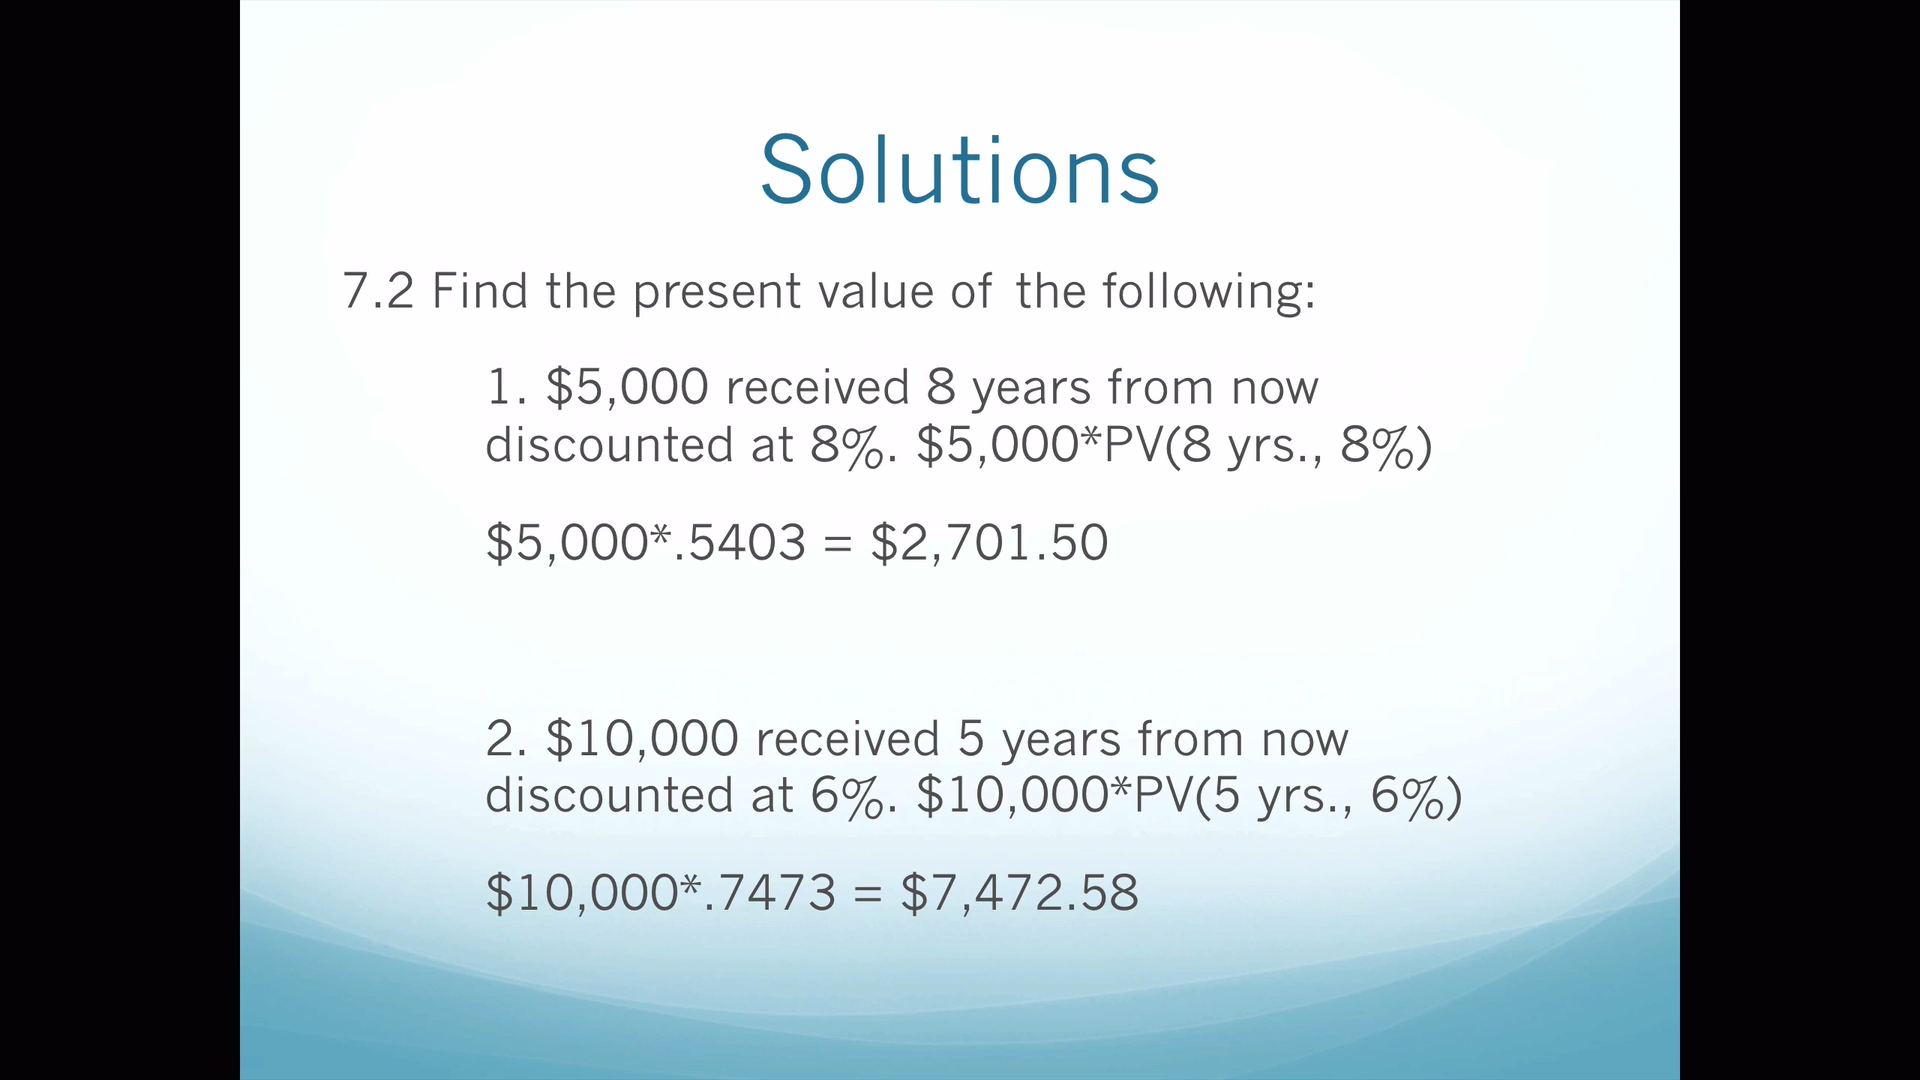 Solutions
7.2 Find the present value of the following:
1. $5,000 received 8 years from now
discounted at 8%. $5,000*PV(8 yrs., 8%)
$5,000*.5403 = $2,701.50
2. $10,000 received 5 years from now
discounted at 6%. $10,000*PV(5 yrs., 6%)
$10,000*.7473 = $7,472.58